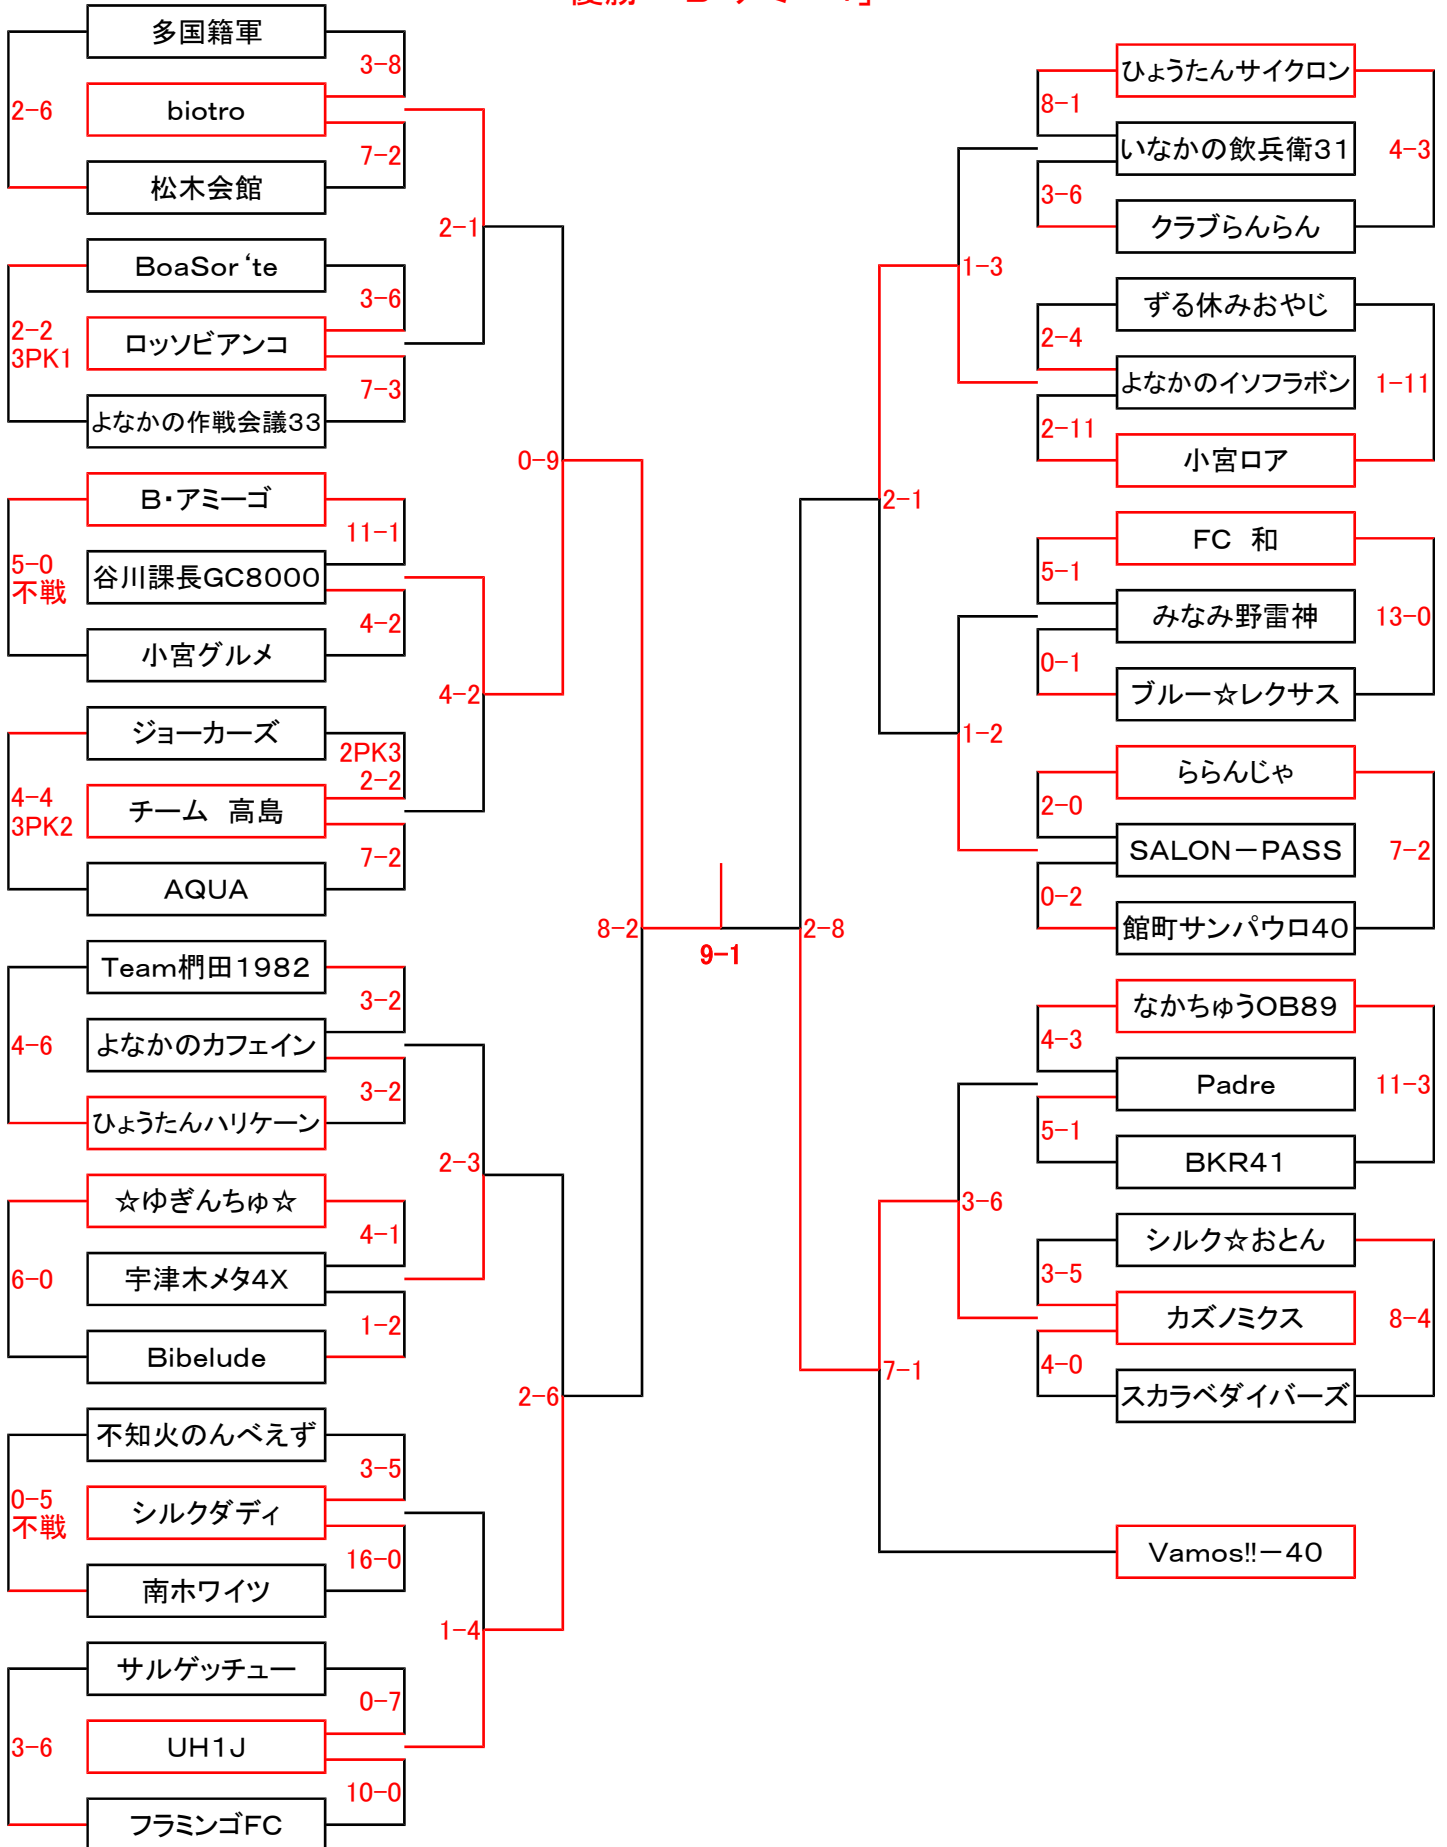 多国籍軍
3-8
2-6
biotro
7-2
松木会館
2-1
BoaSor‘te
3-6
2-2
3PK1
ロッソビアンコ
7-3
よなかの作戦会議33
0-9
B・アミーゴ
11-1
5-0
不戦
谷川課長GC8000
4-2
小宮グルメ
4-2
ジョーカーズ
2PK3
2-2
4-4
3PK2
チーム 高島
7-2
AQUA
8-2
9-1
2-8
Team椚田1982
3-2
4-6
よなかのカフェイン
3-2
ひょうたんハリケーン
2-3
☆ゆぎんちゅ☆
4-1
6-0
宇津木メタ4X
1-2
Bibelude
2-6
不知火のんべえず
3-5
0-5
不戦
シルクダディ
16-0
南ホワイツ
1-4
サルゲッチュー
0-7
3-6
UH1J
10-0
フラミンゴFC
ひょうたんサイクロン
8-1
いなかの飲兵衛31
4-3
3-6
クラブらんらん
1-3
ずる休みおやじ
2-4
よなかのイソフラボン
1-11
2-11
小宮ロア
2-1
FC 和
5-1
みなみ野雷神
13-0
0-1
ブルー☆レクサス
1-2
ららんじゃ
2-0
SALON-PASS
7-2
0-2
館町サンパウロ40
なかちゅうOB89
4-3
Padre
11-3
5-1
BKR41
3-6
シルク☆おとん
3-5
カズノミクス
8-4
4-0
スカラベダイバーズ
7-1
Vamos!!-40